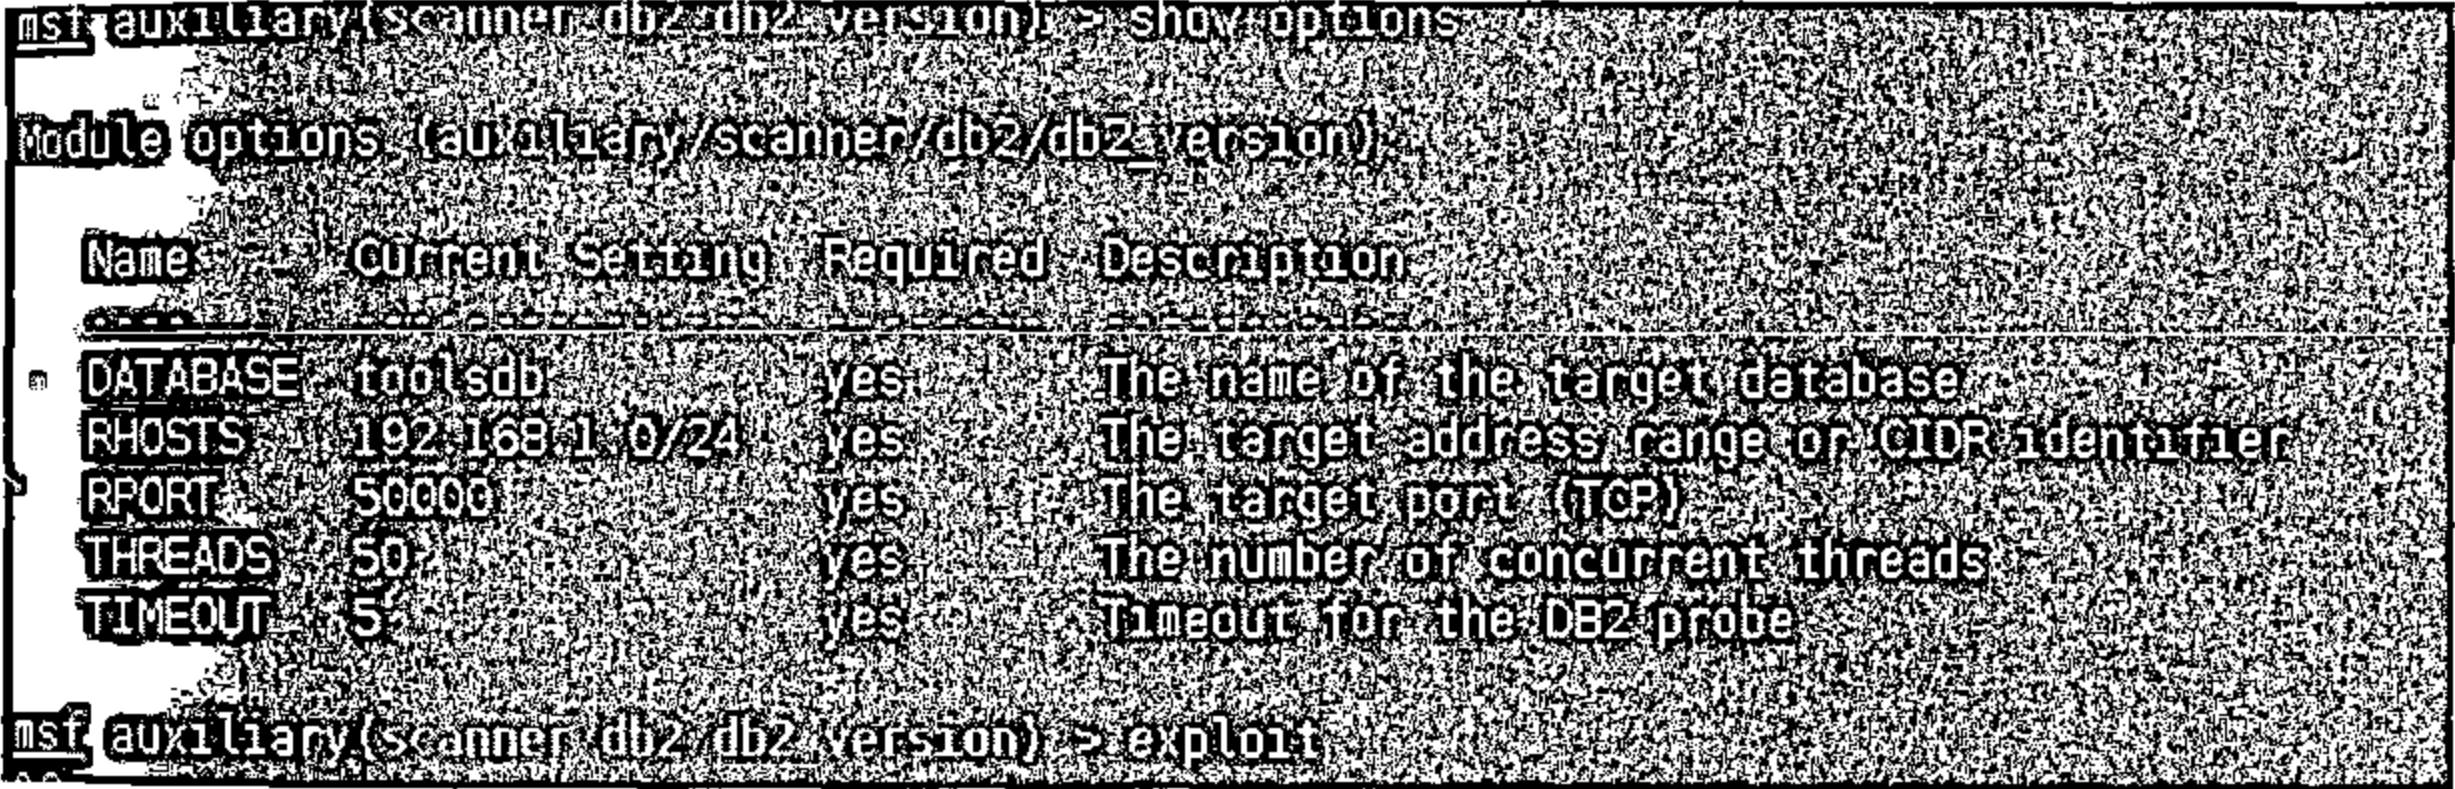 msf auxiliary(scanner/db2/db2_version) > show options
Module options (auxiliary/scanner/db2/db2_version)
Name Current Setting Required Description
---- --------------- -------- -----------
DATABASE toolsdb yes The name of the target database
RHOSTS 192.168.1.0/24 yes The target address range or CIDR identifier
RPORT 50000 yes The target port (TCP)
THREADS 50 yes The number of concurrent threads
TIMEOUT 5 yes Timeout for the DB2 probe
msf auxiliary(scanner/db2/db2_version) > exploit